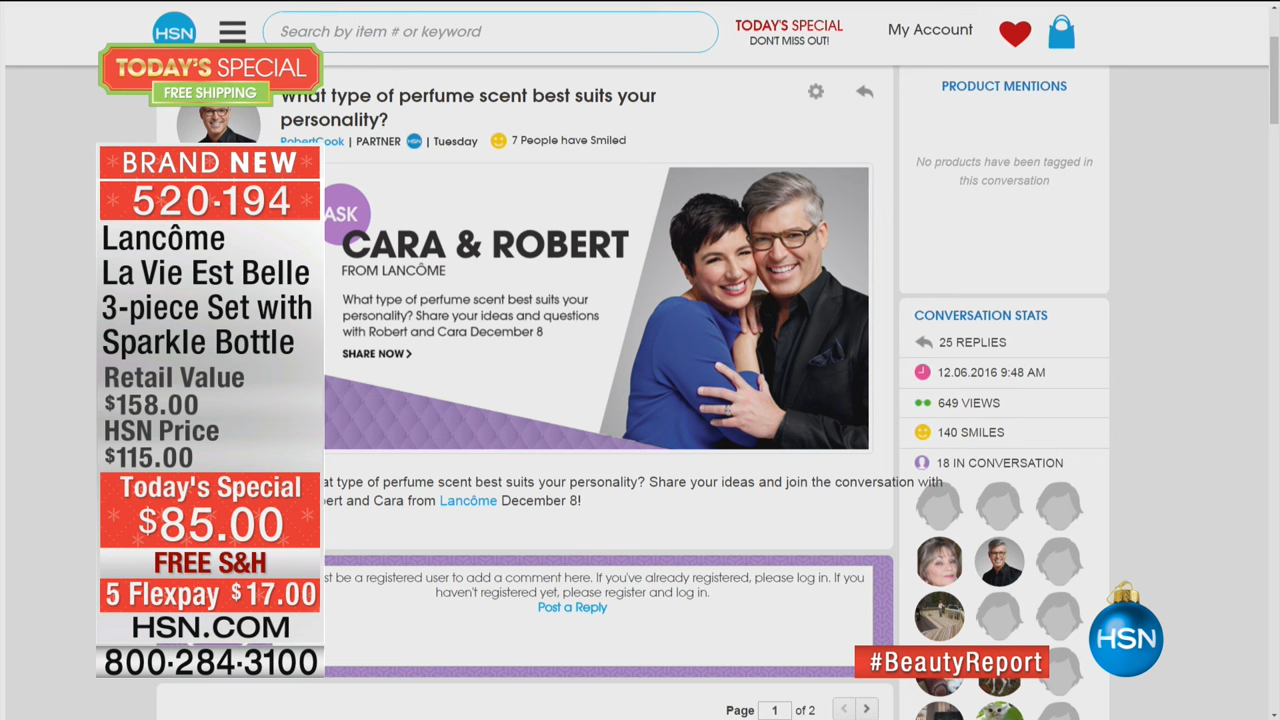 HSN
Search by item # or keyword
TODAY'S SPECIAL
DON'T MISS OUT!
My Account
TODAY'S SPECIAL
FREE SHIPPING
BRAND NEW
520·194
Lancôme
La Vie Est Belle
3-piece Set with
Sparkle Bottle
Retail Value
$158.00
HSN Price
$115.00
Today's Special
$85.00
FREE S&H
5 Flexpay $17.00
HSN.COM
800·284·3100
What type of perfume scent best suits your
personality?
RobertCook | PARTNER HSN | Tuesday 7 People have Smiled
ASK
CARA & ROBERT
FROM LANCÔME
What type of perfume scent best suits your
personality? Share your ideas and questions
with Robert and Cara December 8
SHARE NOW >
at type of perfume scent best suits your personality? Share your ideas and join the conversation with
ert and Cara from Lancôme December 8!
st be a registered user to add a comment here. If you've already registered, please log in. If you
haven't registered yet, please register and log in.
Post a Reply
Page 1 of 2 < >
PRODUCT MENTIONS
No products have been tagged in
this conversation
CONVERSATION STATS
25 REPLIES
12.06.2016 9:48 AM
649 VIEWS
140 SMILES
18 IN CONVERSATION
#BeautyReport
HSN